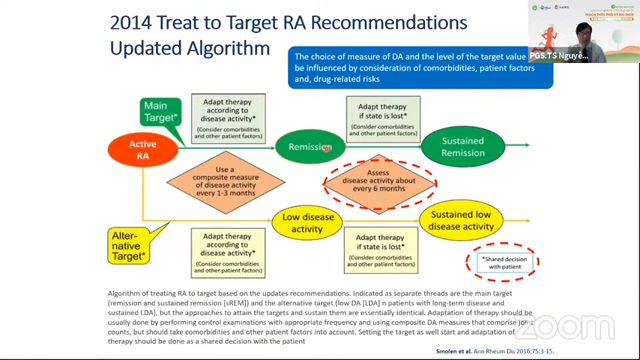 2014 Treat to Target RA Recommendations
Updated Algorithm
The choice of measure of DA and the level of the target value
be influenced by consideration of comorbidities, patient factors
and, drug-related risks
PGS.TS Nguye...
Main
Target*
Adapt therapy
according to
disease activity*
(Consider comorbidities
and other patient factors)
Adapt therapy
if state is lost*
(Consider comorbidities
and other patient factors)
Active
RA
Remission
Sustained
Remission
Use a
composite measure
of disease activity
every 1-3 months
Assess
disease activity about
every 6 months
Low disease
activity
Sustained low
disease activity
Alter-
native
Target*
Adapt therapy
according to
disease activity*
(Consider comorbidities
and other patient factors)
Adapt therapy
if state is lost*
(Consider comorbidities
and other patient factors)
*Shared decision
with patient
Algorithm of treating RA to target based on the updates recommendations. Indicated as separate threads are the main target
(remission and sustained remission [sREM]) and the alternative target (low DA [LDA] n patients with long-term disease and
sustained LDA), but the approaches to attain the targets and sustain them are essentially identical. Adaptation of therapy should be
usually done by performing control examinations with appropriate frequency and using composite DA measures that comprise joint
counts, but should take comorbidities and other patient factors into account. Setting the target as well start and adaptation of
therapy should be done as a shared decision with the patient
zoom
Smolen et al. Ann Rheum Dis 2016;75:3-15.